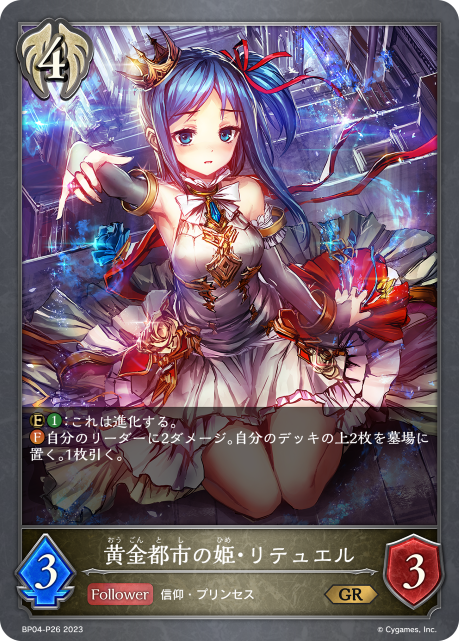 4
E 1:これは進化する。
F 自分のリーダーに2ダメージ。自分のデッキの上2枚を墓場に
置く。1枚引く。
おうごんとし ひめ
黄金都市の姫・リテュエル
3
Follower 信仰・プリンセス
GR
3
BP04-P26 2023
© Cygames, Inc.